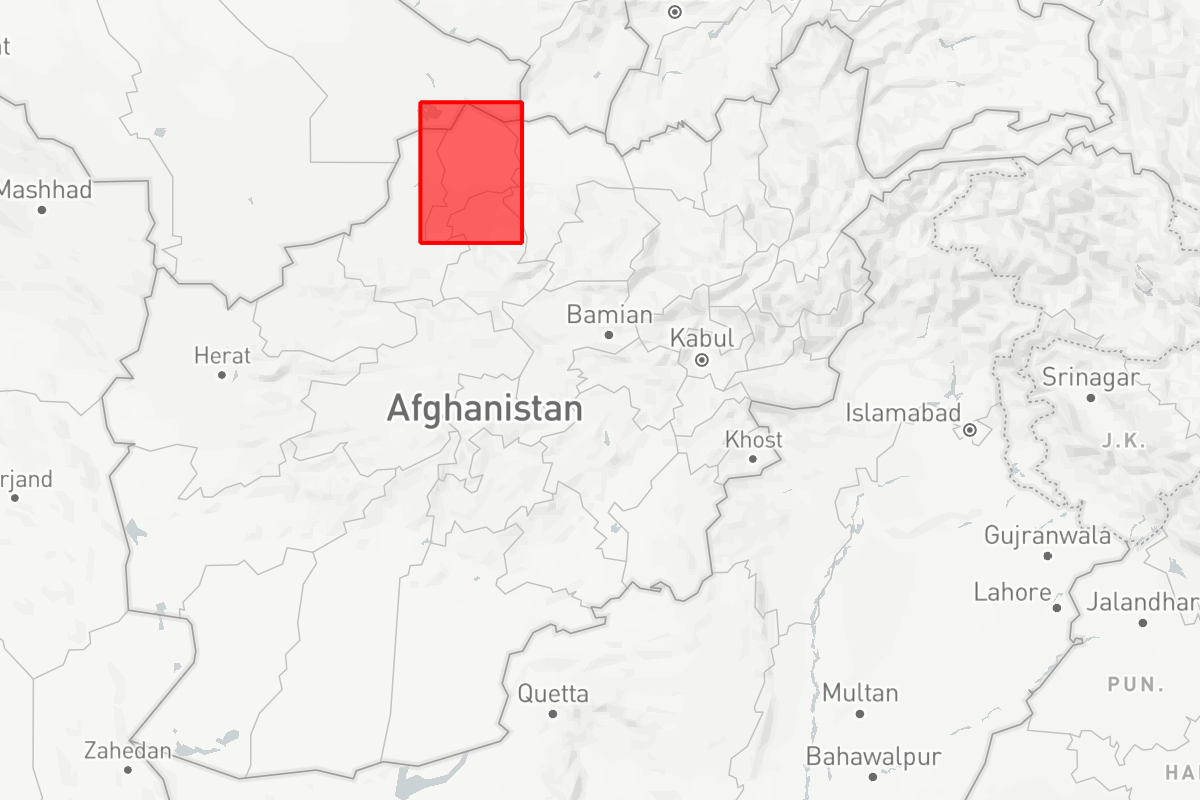 Mashhad
Bamian
Kabul
Herat
Srinagar
Afghanistan
Islamabad
Khost
J.K.
rjand
Gujranwala
Lahore
Jalandhar
PUN.
Quetta
Multan
Zahedan
Bahawalpur
HA